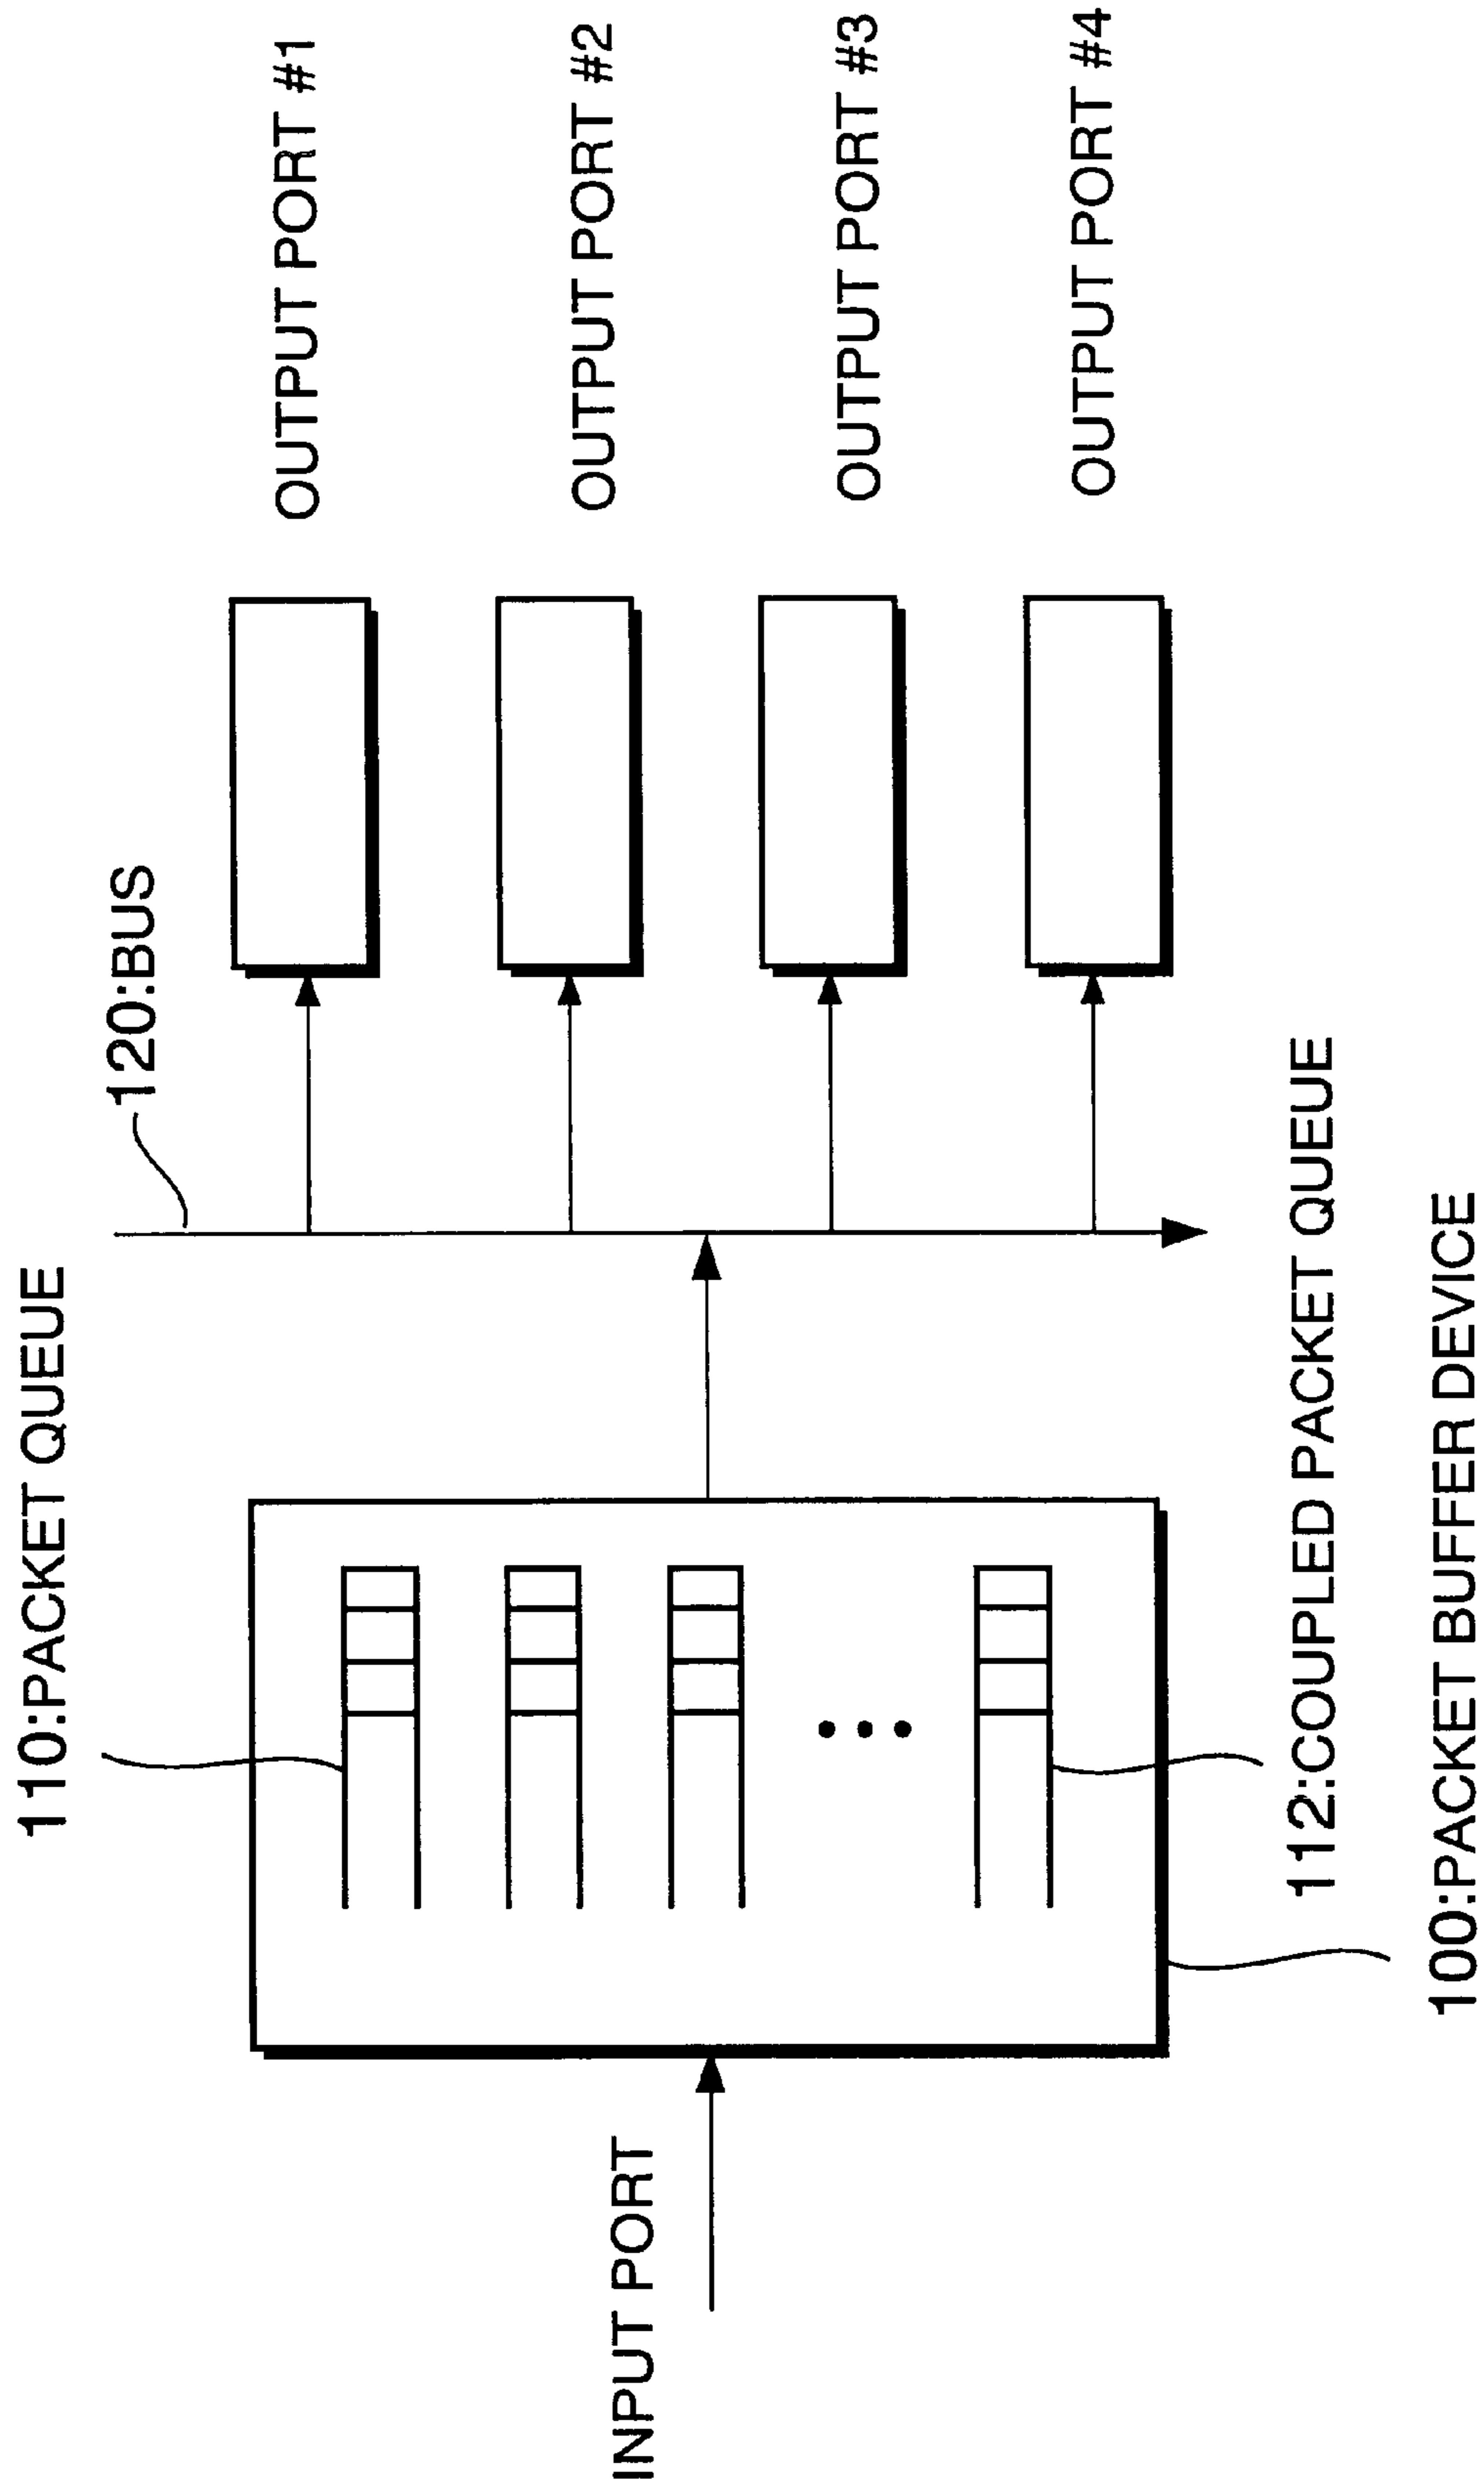 110:PACKET QUEUE
120:BUS
OUTPUT PORT #1
OUTPUT PORT #2
INPUT PORT
OUTPUT PORT #3
OUTPUT PORT #4
112:COUPLED PACKET QUEUE
100:PACKET BUFFER DEVICE